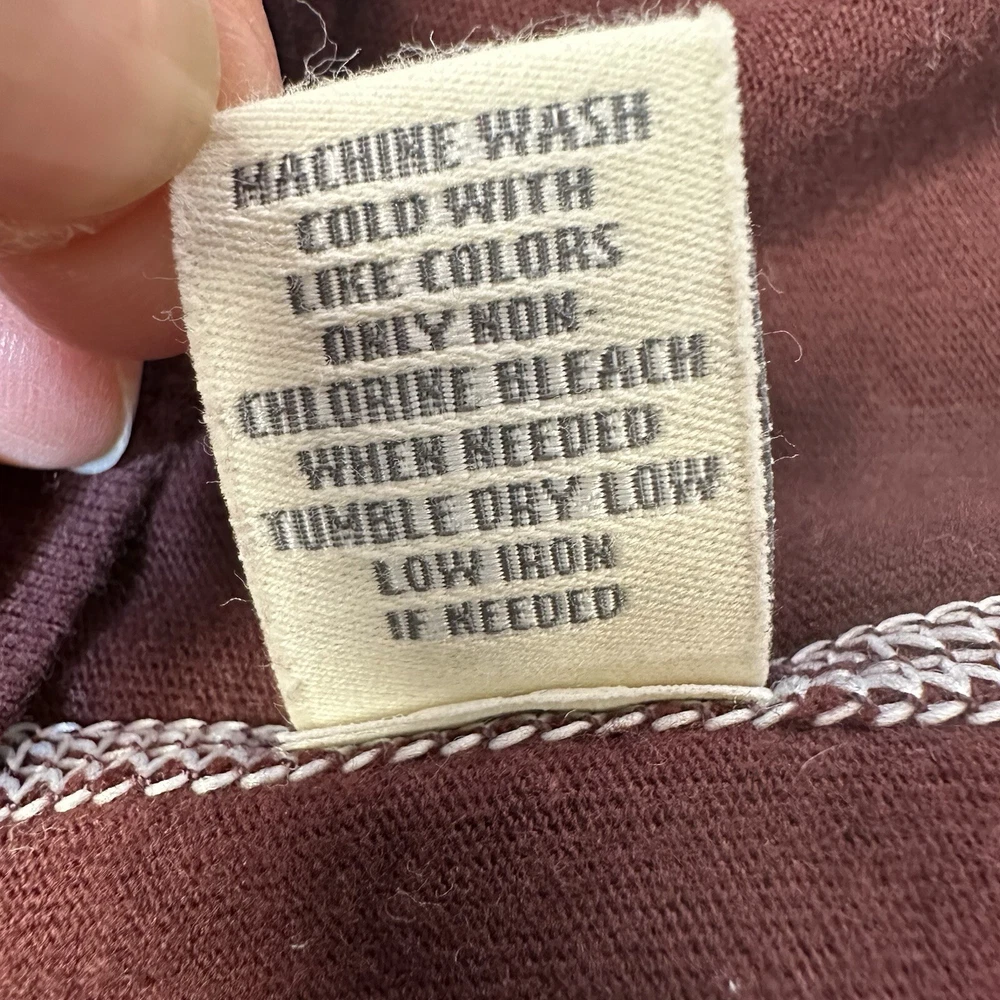 MACHINE WASH
COLD WITH
LIKE COLORS
ONLY NON-
CHLORINE BLEACH
WHEN NEEDED
TUMBLE DRY LOW
LOW IRON
IF NEEDED